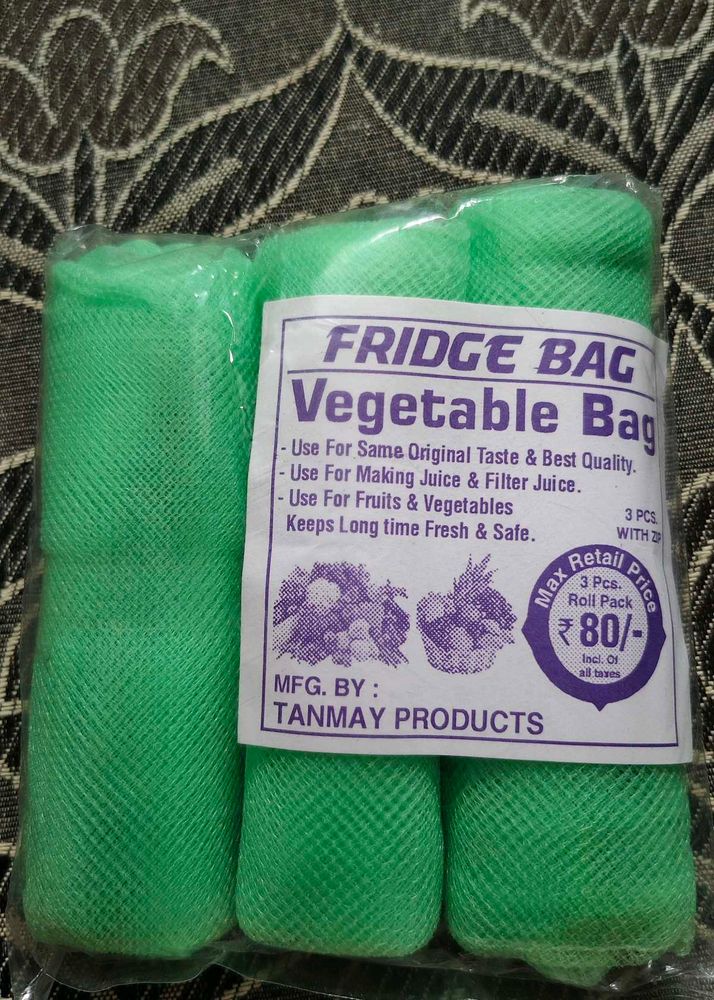 FRIDGE BAG
Vegetable Bag
- Use For Same Original Taste & Best Quality.
- Use For Making Juice & Filter Juice.
- Use For Fruits & Vegetables
Keeps Long time Fresh & Safe.
3 PCS.
WITH ZIP
Max Retail Price
3 Pcs.
Roll Pack
₹ 80/-
Incl. Of
all taxes
MFG. BY :
TANMAY PRODUCTS